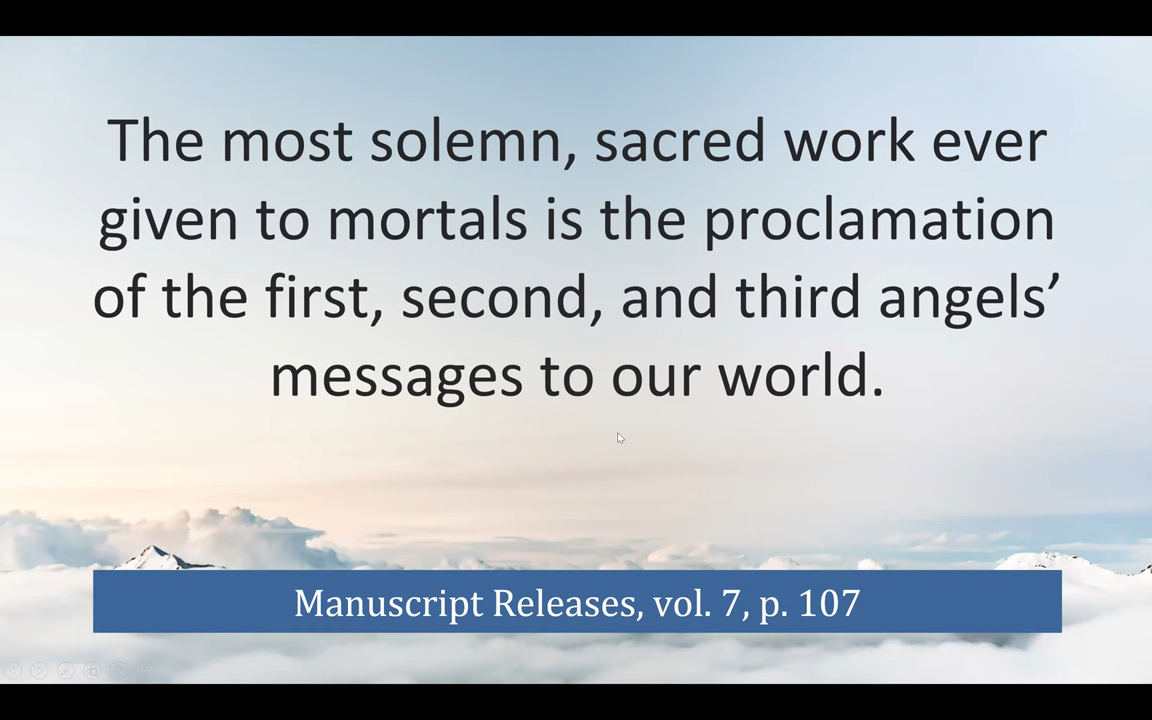 The most solemn, sacred work ever
given to mortals is the proclamation
of the first, second, and third angels’
messages to our world.
Manuscript Releases, vol. 7, p. 107